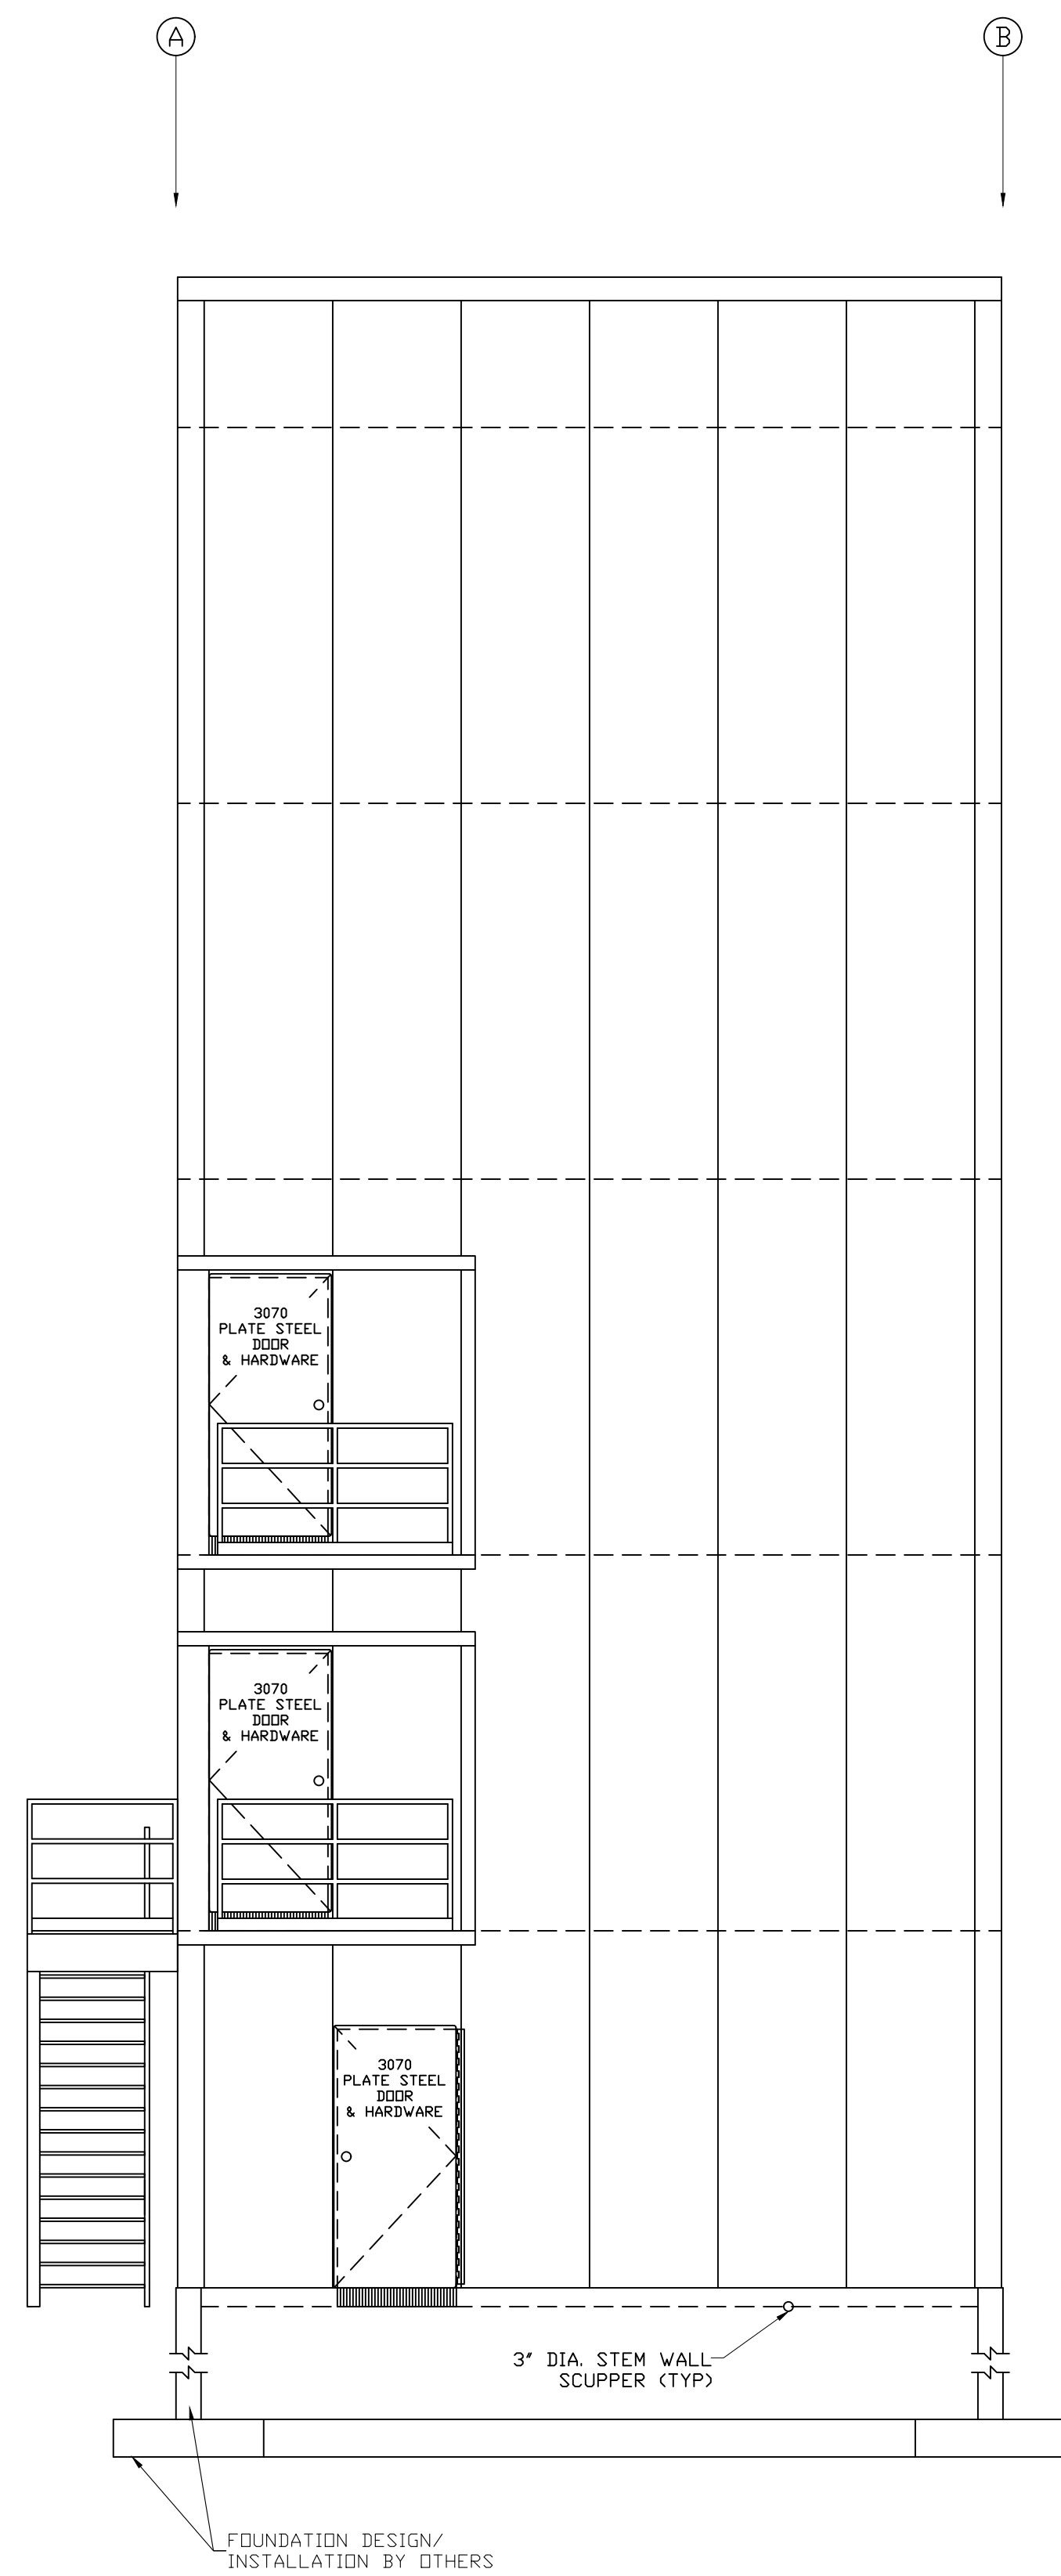 A
B
3070
PLATE STEEL
DOOR
& HARDWARE
3070
PLATE STEEL
DOOR
& HARDWARE
3070
PLATE STEEL
DOOR
& HARDWARE
3" DIA. STEM WALL
SCUPPER (TYP)
FOUNDATION DESIGN/
INSTALLATION BY OTHERS